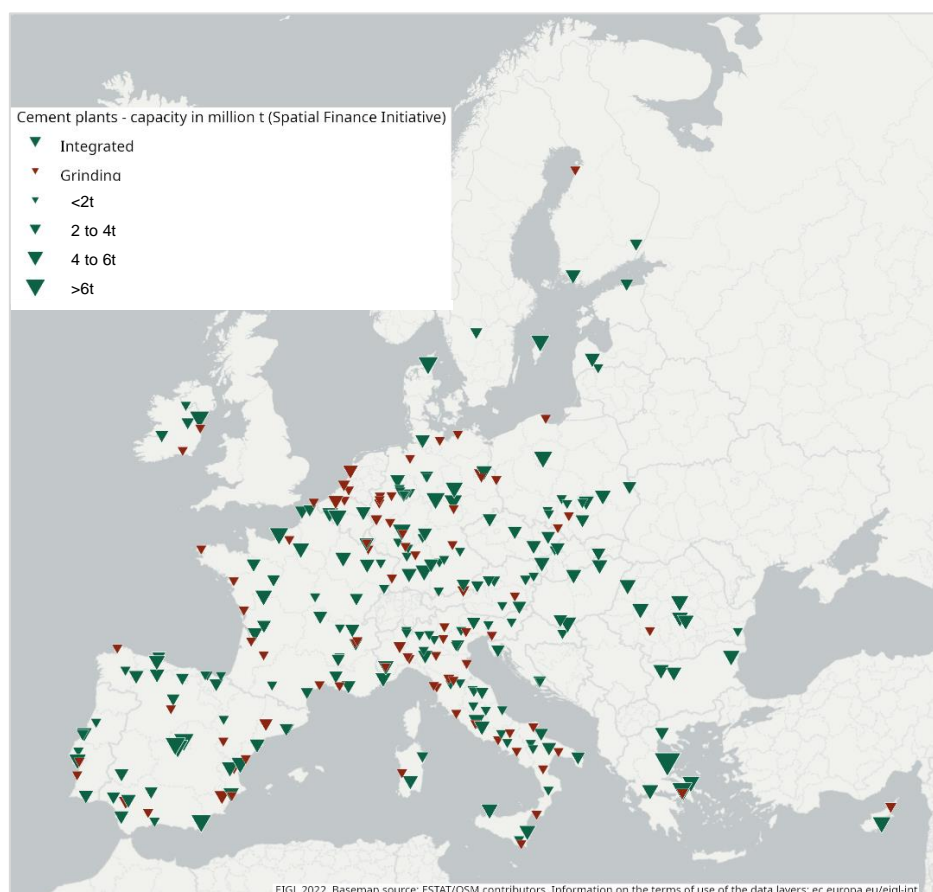 Cement plants - capacity in million t (Spatial Finance Initiative)
Integrated
Grinding
<2t
2 to 4t
4 to 6t
>6t
EIGL 2022. Basemap source: ESTAT/OSM contributors. Information on the terms of use of the data layers: ec.europa.eu/eigl-int